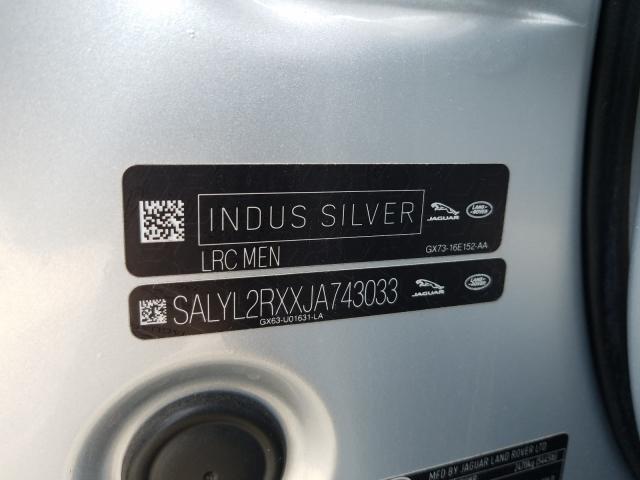 INDUS SILVER
JAGUAR
LAND ROVER
LRC MEN
GX73-16E152-AA
SALYL2RXXJA743033
JAGUAR
LAND ROVER
GX63-U01631-LA
MFD BY JAGUAR LAND ROVER LTD